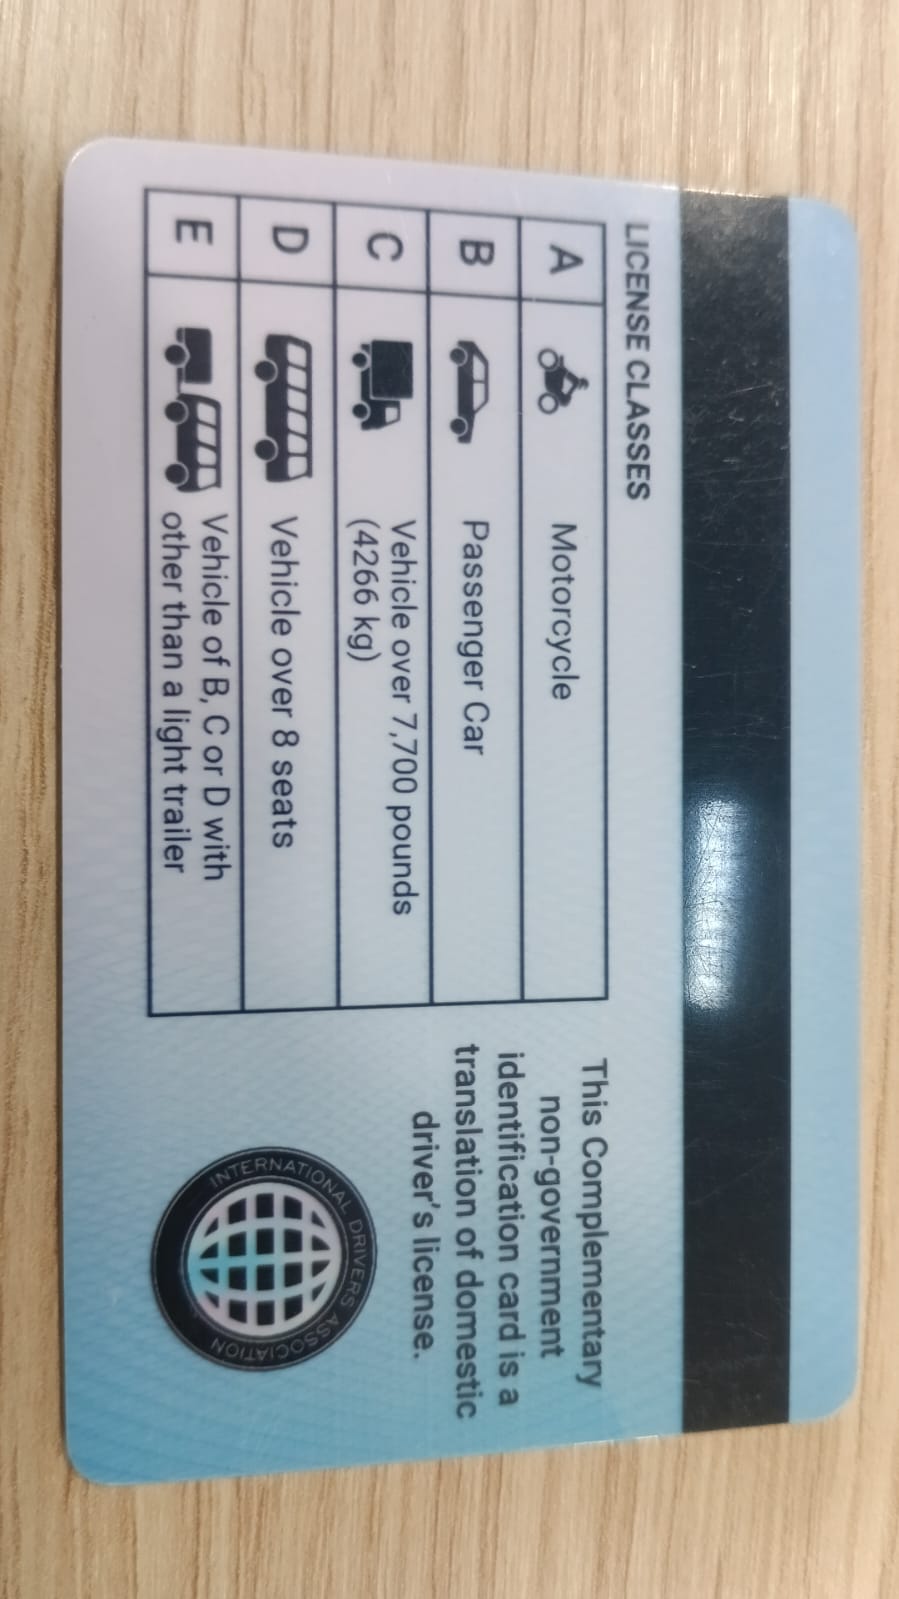 LICENSE CLASSES
A Motorcycle
B Passenger Car
C Vehicle over 7,700 pounds
(4266 kg)
D Vehicle over 8 seats
E Vehicle of B, C or D with
other than a light trailer
This Complementary
non-government
identification card is a
translation of domestic
driver's license.
INTERNATIONAL DRIVERS ASSOCIATION